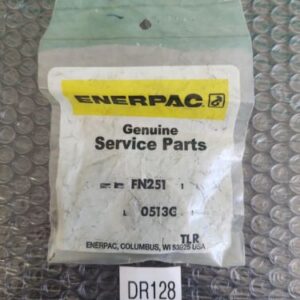 ENERPAC
Genuine
Service Parts
FN251
0513C
TLR
ENERPAC, COLUMBUS, WI 53925 USA
DR128